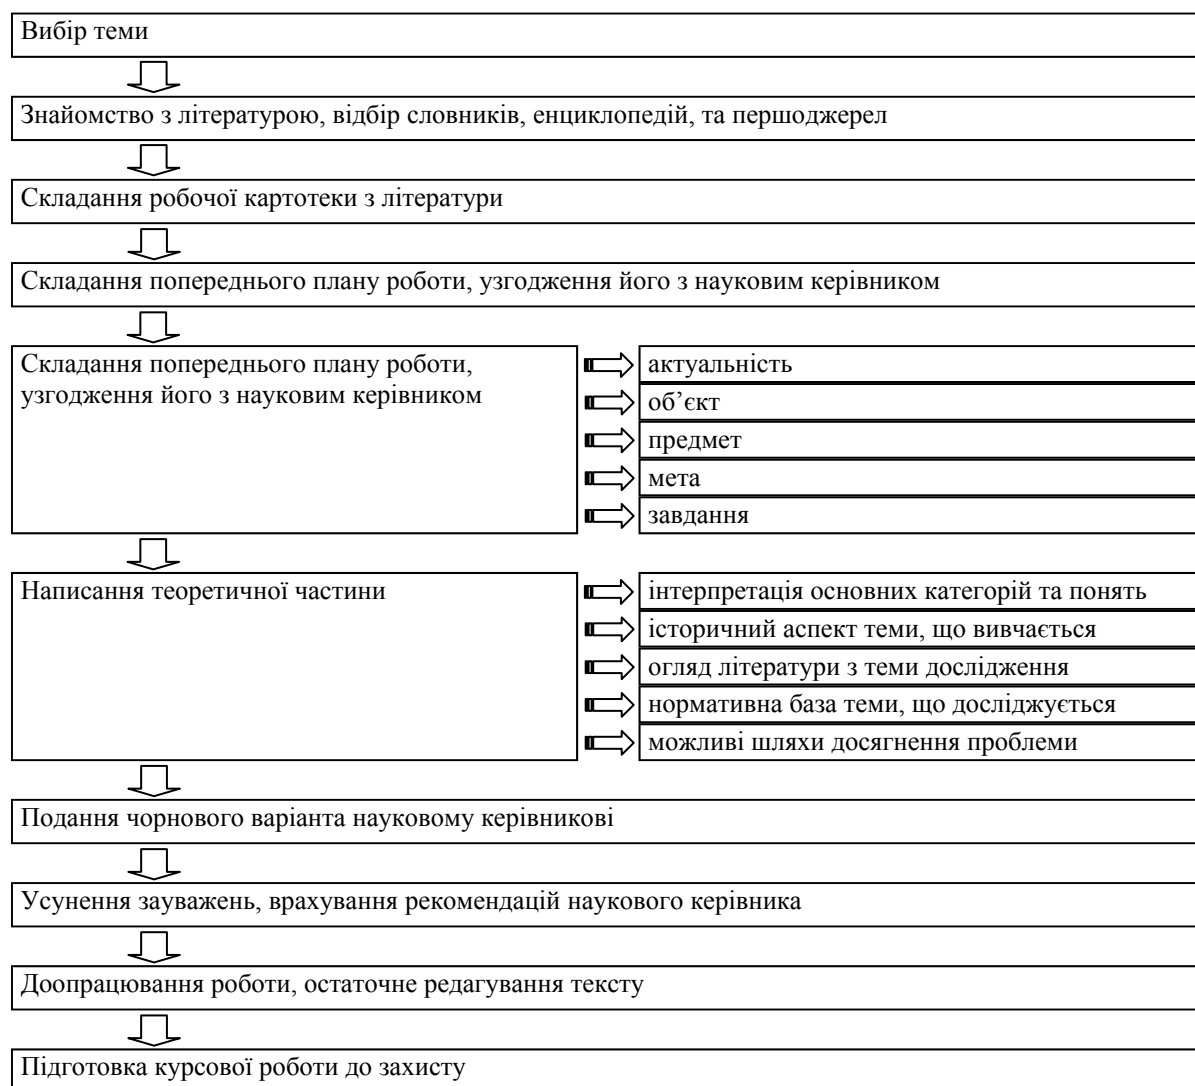 Вибір теми
Знайомство з літературою, відбір словників, енциклопедій, та першоджерел
Складання робочої картотеки з літератури
Складання попереднього плану роботи, узгодження його з науковим керівником
Складання попереднього плану роботи,
узгодження його з науковим керівником
актуальність
об’єкт
предмет
мета
завдання
Написання теоретичної частини
інтерпретація основних категорій та понять
історичний аспект теми, що вивчається
огляд літератури з теми дослідження
нормативна база теми, що досліджується
можливі шляхи досягнення проблеми
Подання чорнового варіанта науковому керівникові
Усунення зауважень, врахування рекомендацій наукового керівника
Доопрацювання роботи, остаточне редагування тексту
Підготовка курсової роботи до захисту